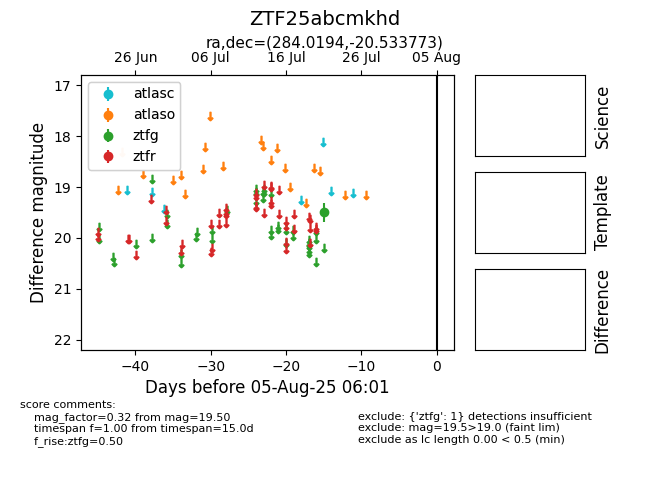 ZTF25abcmkhd
ra,dec=(284.0194,-20.533773)
26 Jun 06 Jul 16 Jul 26 Jul 05 Aug
atlasc
atlaso
ztfg
ztfr
17
18
19
20
21
22
Difference magnitude
−40 −30 −20 −10 0
Days before 05-Aug-25 06:01
Science
Template
Difference
score comments:
mag_factor=0.32 from mag=19.50
timespan f=1.00 from timespan=15.0d
f_rise:ztfg=0.50
exclude: {'ztfg': 1} detections insufficient
exclude: mag=19.5>19.0 (faint lim)
exclude as lc length 0.00 < 0.5 (min)